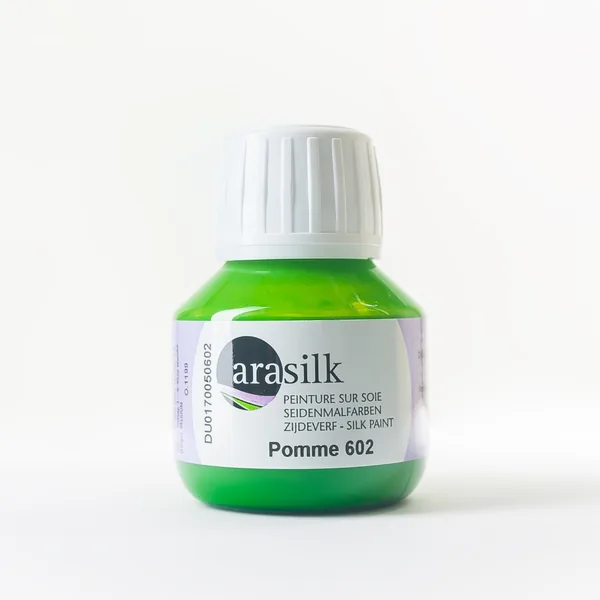 arasilk
PEINTURE SUR SOIE
SEIDENMALFARBEN
ZIJDEVERF - SILK PAINT
Pomme 602
DU0170050602